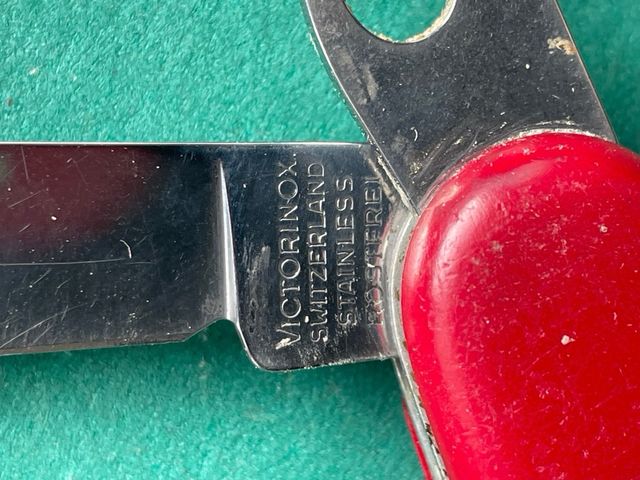 VICTORINOX
SWITZERLAND
STAINLESS
ROSTFREI